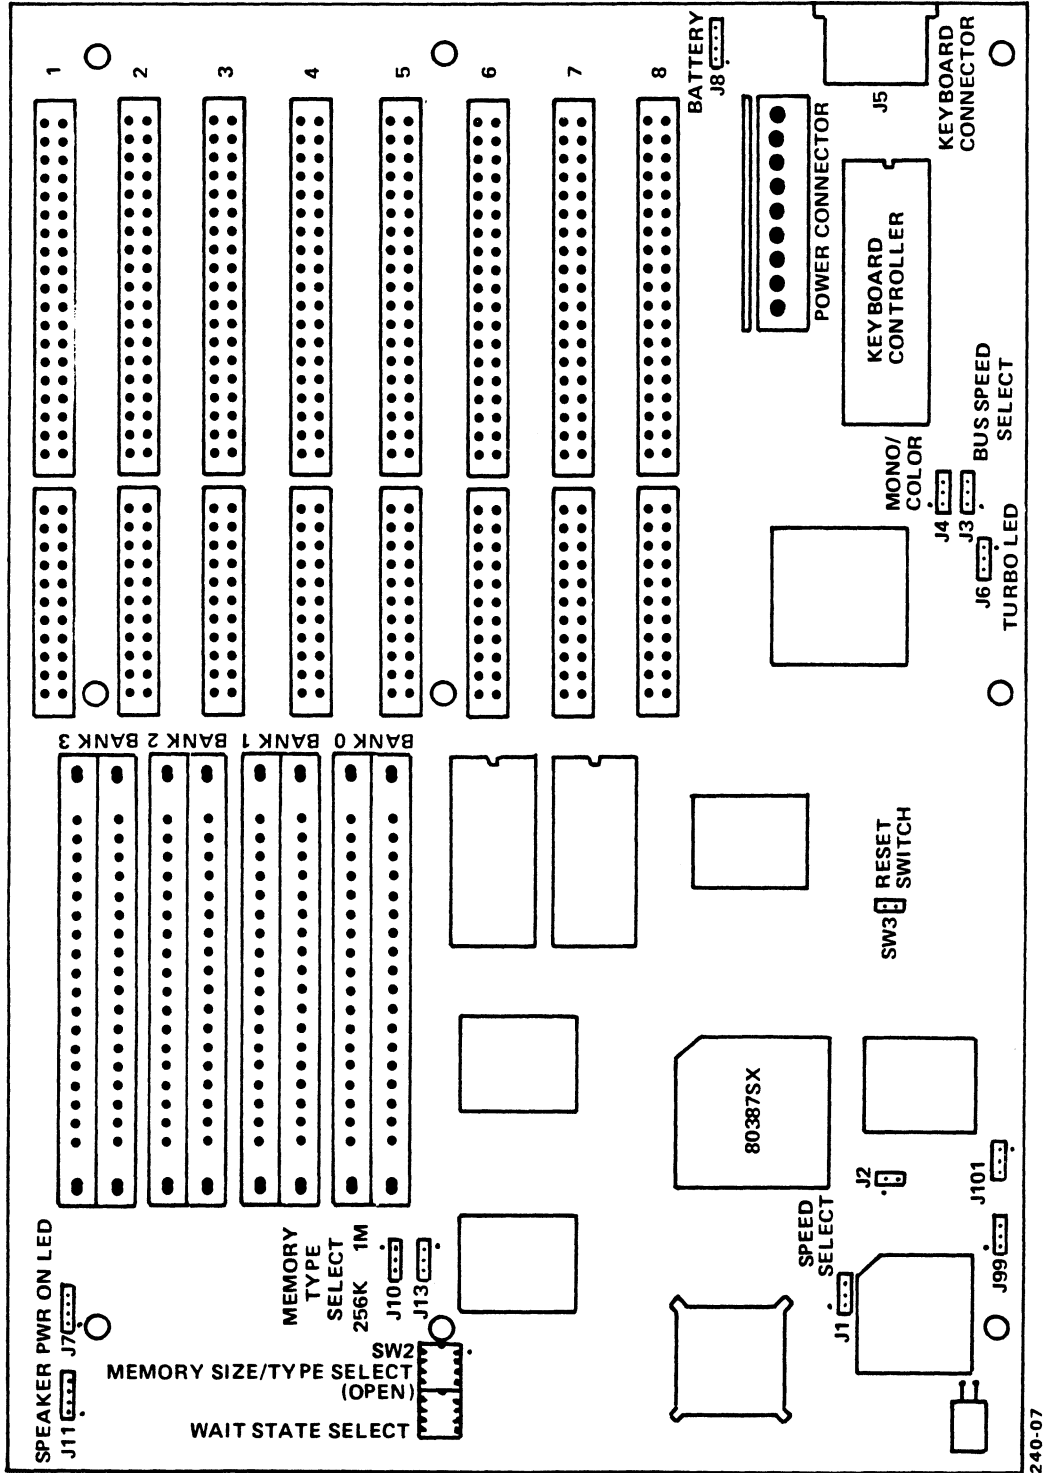 1
2
3
4
5
6
7
8
BATTERY
J8
J5
KEYBOARD
CONNECTOR
POWER CONNECTOR
KEYBOARD
CONTROLLER
MONO/
COLOR
J4
J3
BUS SPEED
SELECT
J6
TURBO LED
BANK 3
BANK 2
BANK 1
BANK 0
SW3
RESET
SWITCH
80387SX
J2
J101
J99
SPEED
SELECT
J1
SPEAKER PWR ON LED
J11
J7
MEMORY
TYPE
SELECT
256K 1M
J10
J13
SW2
MEMORY SIZE/TYPE SELECT
(OPEN)
WAIT STATE SELECT
240-07